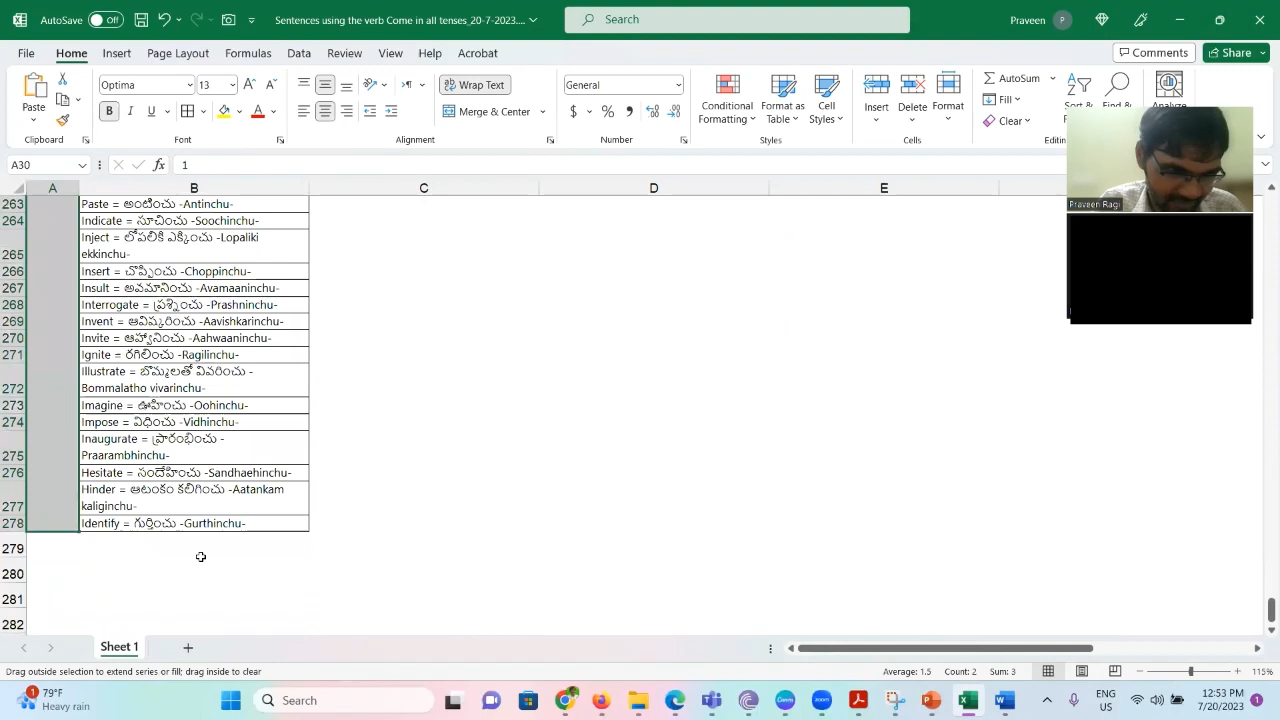 AutoSave Off Sentences using the verb Come in all tenses_20-7-2023.... Search Praveen P
File Home Insert Page Layout Formulas Data Review View Help Acrobat Comments Share
Paste Optima 13 Wrap Text General Conditional Format as Cell Insert Delete Format AutoSum
B I U Merge & Center $ % Formatting Table Styles Fill Clear
Clipboard Font Alignment Number Styles Cells
A30 fx 1
Praveen Ragi
A B C D E
263 Paste = అంటించు -Antinchu-
264 Indicate = సూచించు -Soochinchu-
Inject = లోపలికి ఎక్కించు -Lopaliki
265 ekkinchu-
266 Insert = చొప్పించు -Choppinchu-
267 Insult = అవమానించు -Avamaaninchu-
268 Interrogate = ప్రశ్నించు -Prashninchu-
269 Invent = ఆవిష్కరించు -Aavishkarinchu-
270 Invite = ఆహ్వానించు -Aahwaaninchu-
271 Ignite = రగిలించు -Ragilinchu-
Illustrate = బొమ్మలతో వివరించు -
272 Bommalatho vivarinchu-
273 Imagine = ఊహించు -Oohinchu-
274 Impose = విధించు -Vidhinchu-
Inaugurate = ప్రారంభించు -
275 Praarambhinchu-
276 Hesitate = సందేహించు -Sandhaehinchu-
Hinder = ఆటంకం కలిగించు -Aatankam
277 kaliginchu-
278 Identify = గుర్తించు -Gurthinchu-
279
280
281
282
Sheet 1
Drag outside selection to extend series or fill; drag inside to clear Average: 1.5 Count: 2 Sum: 3 115%
1 79°F Heavy rain Search ENG US 12:53 PM 7/20/2023 1